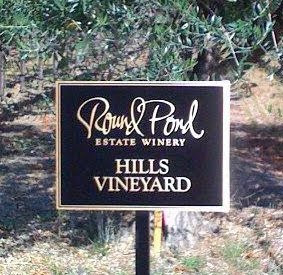 Round Pond
ESTATE WINERY
HILLS
VINEYARD